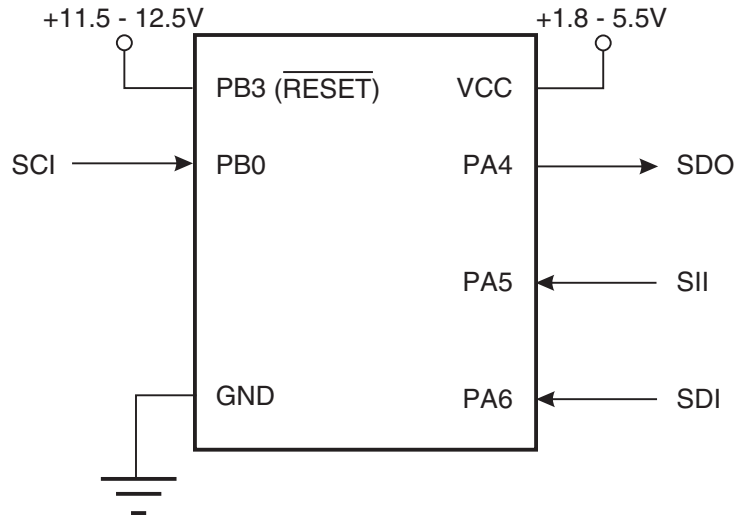 +11.5 - 12.5V
+1.8 - 5.5V
PB3 (RESET)
VCC
SCI
PB0
PA4
SDO
PA5
SII
GND
PA6
SDI